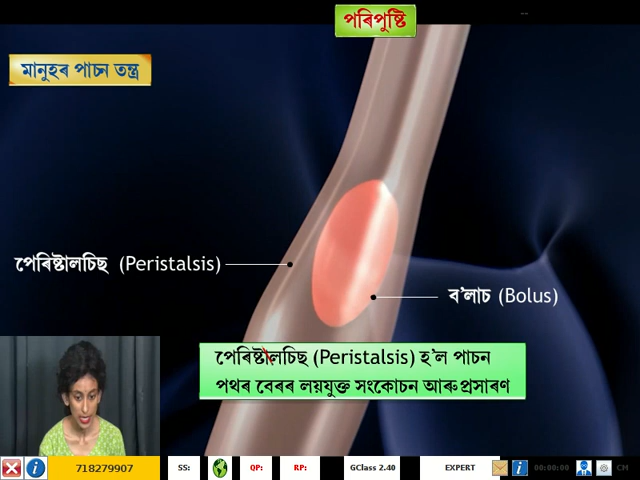 পৰিপুষ্টি
মানুহৰ পাচন তন্ত্ৰ
পেৰিষ্টালচিছ (Peristalsis)
ব'লাচ (Bolus)
পেৰিষ্টালচিছ (Peristalsis) হ'ল পাচন
পথৰ বেৰৰ লয়যুক্ত সংকোচন আৰু প্ৰসাৰণ
718279907 SS: QP: RP: GClass 2.40 EXPERT 00:00:00 CM